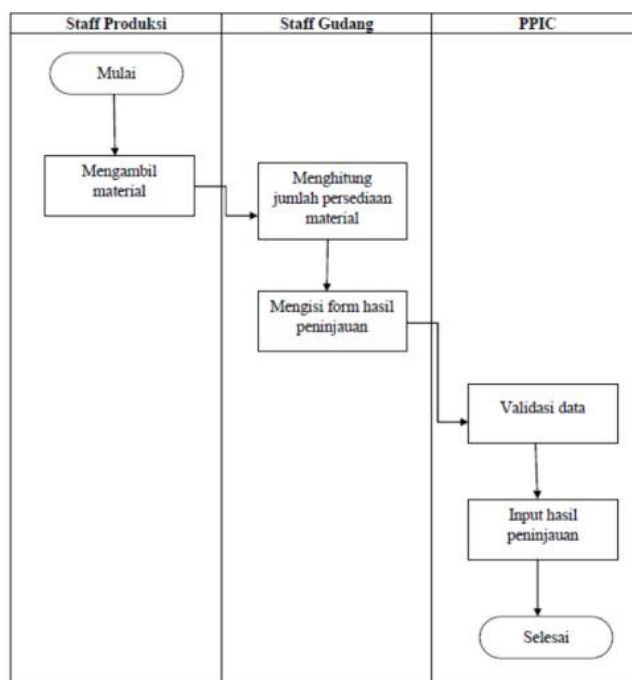 Staff Produksi
Staff Gudang
PPIC
Mulai
Mengambil
material
Menghitung
jumlah persediaan
material
Mengisi form hasil
peninjauan
Validasi data
Input hasil
peninjauan
Selesai